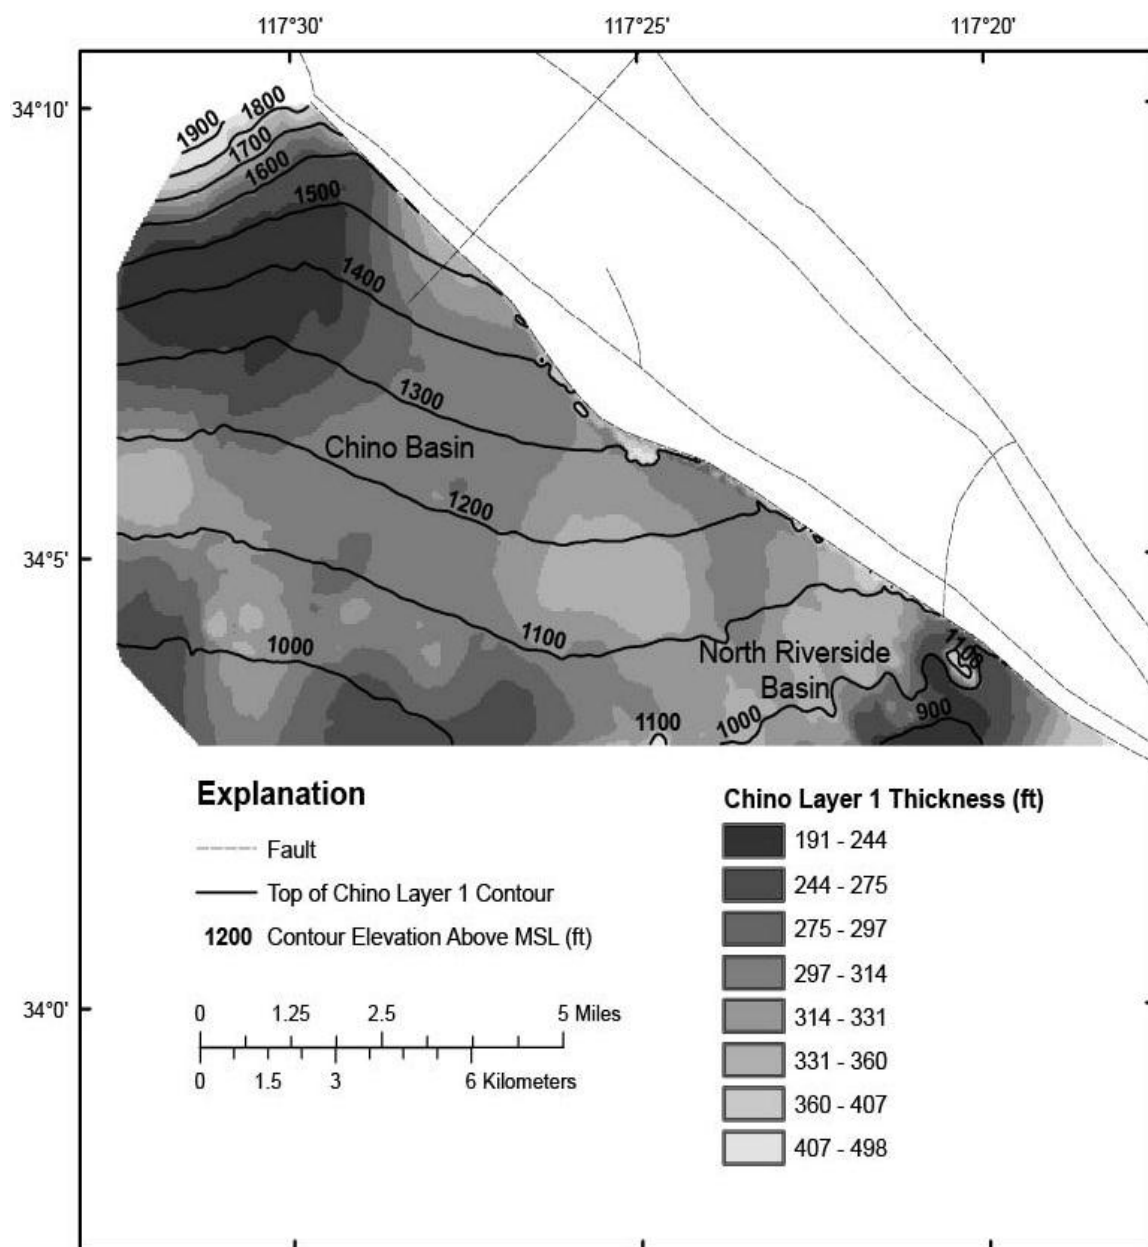 117°30' 117°25' 117°20'
34°10'
1900
1800
1700
1600
1500
1400
1300
Chino Basin
1200
34°5'
1100
1000
North Riverside
Basin
1100
1000
900
Explanation
Fault
Top of Chino Layer 1 Contour
1200 Contour Elevation Above MSL (ft)
0 1.25 2.5 5 Miles
0 1.5 3 6 Kilometers
Chino Layer 1 Thickness (ft)
191 - 244
244 - 275
275 - 297
297 - 314
314 - 331
331 - 360
360 - 407
407 - 498
34°0'